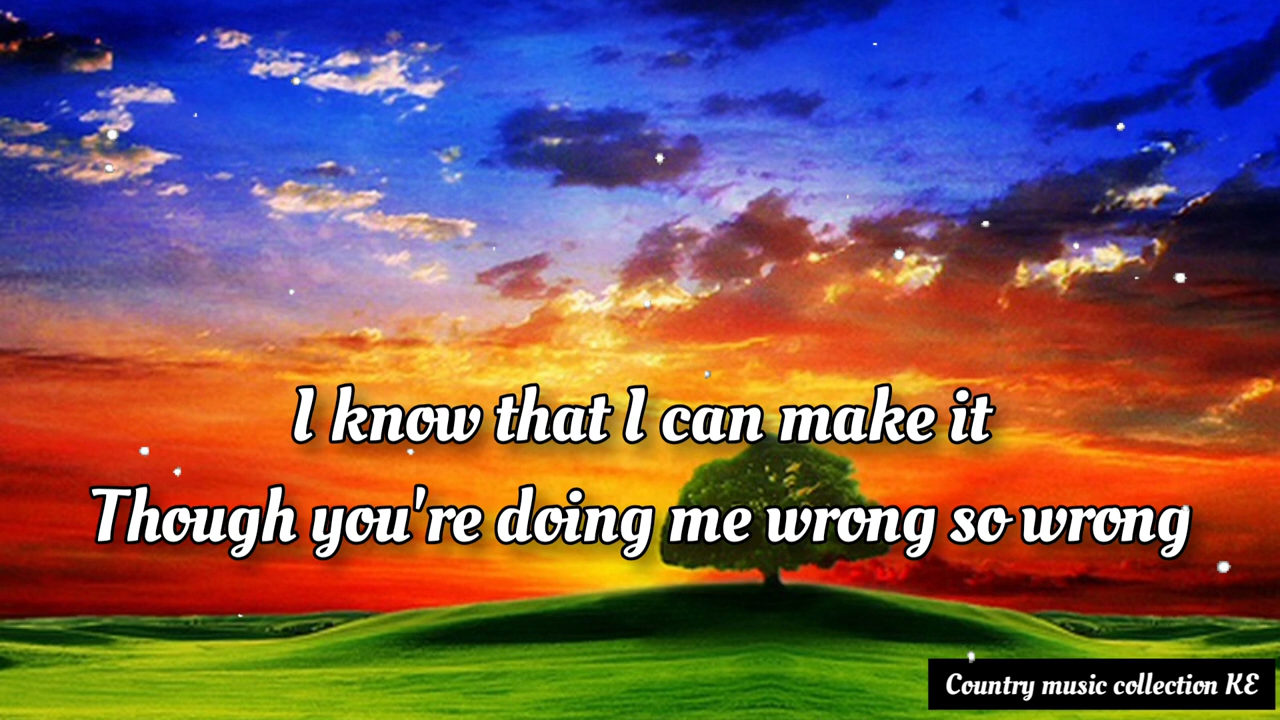 I know that I can make it
Though you're doing me wrong so wrong
Country music collection KE